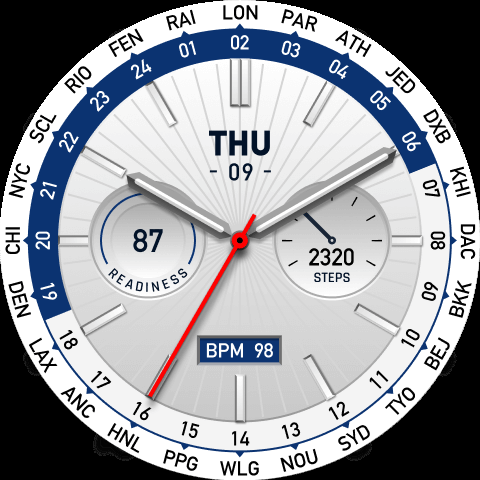 LON PAR ATH JED DXB KHI DAC BKK BEJ TYO SYD NOU WLG PPG HNL ANC LAX DEN CHI NYC SCL RIO FEN RAI
02 03 04 05 06 07 08 09 10 11 12 13 14 15 16 17 18 19 20 21 22 23 24 01
THU
- 09 -
87
READINESS
2320
STEPS
BPM 98